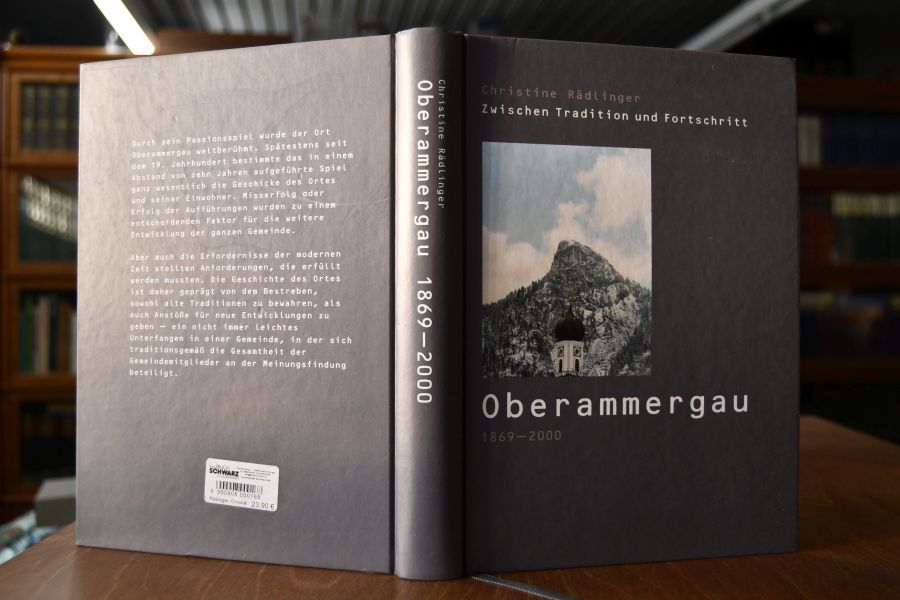 Durch sein Passionsspiel wurde der Ort
Oberammergau weltberühmt. Spätestens seit
dem 19. Jahrhundert bestimmte das in einem
Abstand von zehn Jahren aufgeführte Spiel
ganz wesentlich die Geschicke des Ortes
und seiner Einwohner. Misserfolg oder
Erfolg der Aufführungen wurden zu einem
entscheidenden Faktor für die weitere
Entwicklung der ganzen Gemeinde.
Aber auch die Erfordernisse der modernen
Zeit stellten Anforderungen, die erfüllt
werden mussten. Die Geschichte des Ortes
ist daher geprägt von dem Bestreben,
sowohl alte Traditionen zu bewahren, als
auch Anstöße für neue Entwicklungen zu
geben — ein nicht immer leichtes
Unterfangen in einer Gemeinde, in der sich
traditionsgemäß die Gesamtheit der
Gemeindemitglieder an der Meinungsfindung
beteiligt.
BUCH
SCHWARZ
0 000908 000168
23.90 €
Christine Rädlinger
Oberammergau 1869—2000
Christine Rädlinger
Zwischen Tradition und Fortschritt
Oberammergau
1869—2000